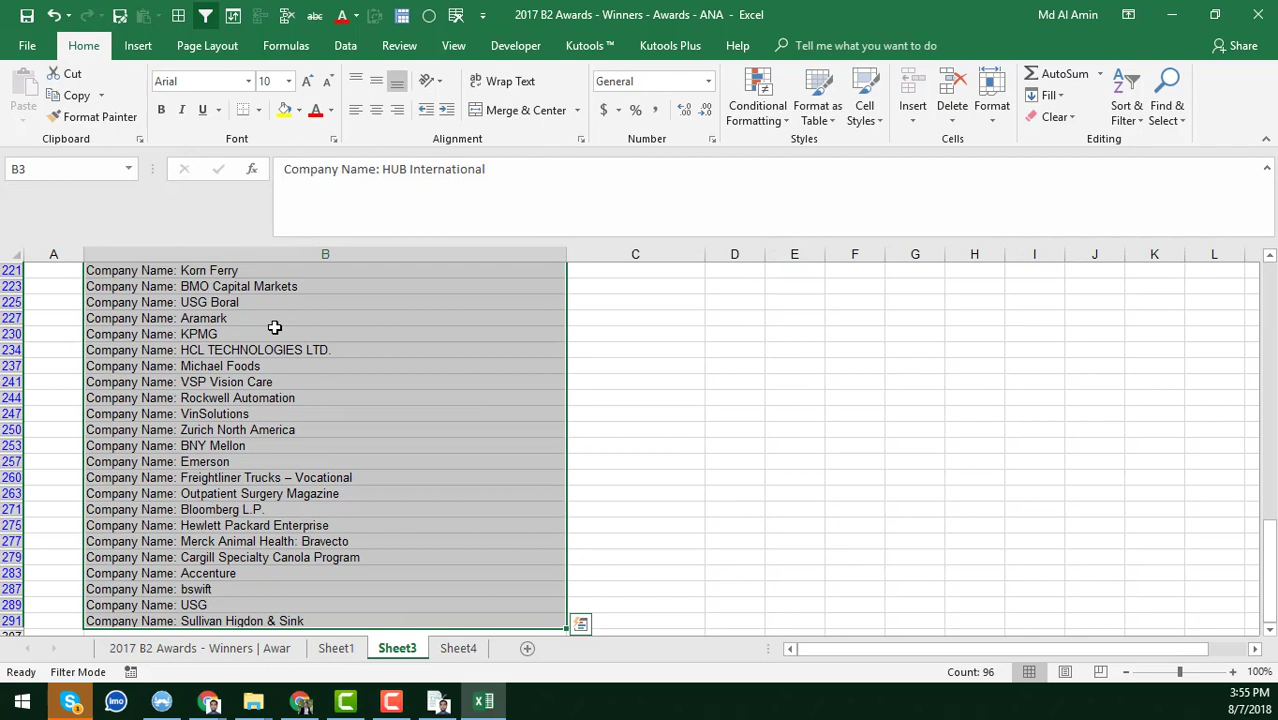 2017 B2 Awards - Winners - Awards - ANA - Excel
Md Al Amin
File Home Insert Page Layout Formulas Data Review View Developer Kutools ™ Kutools Plus Help Tell me what you want to do Share
Paste
Cut
Copy
Format Painter
Clipboard
Arial 10
B I U
Font
Wrap Text
Merge & Center
Alignment
General
$ % ,
Number
Conditional Formatting
Format as Table
Cell Styles
Styles
Insert
Delete
Format
Cells
AutoSum
Fill
Clear
Sort & Filter
Find & Select
Editing
B3
fx
Company Name: HUB International
A B C D E F G H I J K L
221 Company Name: Korn Ferry
223 Company Name: BMO Capital Markets
225 Company Name: USG Boral
227 Company Name: Aramark
230 Company Name: KPMG
234 Company Name: HCL TECHNOLOGIES LTD.
237 Company Name: Michael Foods
241 Company Name: VSP Vision Care
244 Company Name: Rockwell Automation
247 Company Name: VinSolutions
250 Company Name: Zurich North America
253 Company Name: BNY Mellon
257 Company Name: Emerson
260 Company Name: Freightliner Trucks – Vocational
263 Company Name: Outpatient Surgery Magazine
271 Company Name: Bloomberg L.P.
275 Company Name: Hewlett Packard Enterprise
277 Company Name: Merck Animal Health: Bravecto
279 Company Name: Cargill Specialty Canola Program
283 Company Name: Accenture
287 Company Name: bswift
289 Company Name: USG
291 Company Name: Sullivan Higdon & Sink
2017 B2 Awards - Winners | Awar Sheet1 Sheet3 Sheet4
Ready Filter Mode Count: 96 100%
3:55 PM
8/7/2018